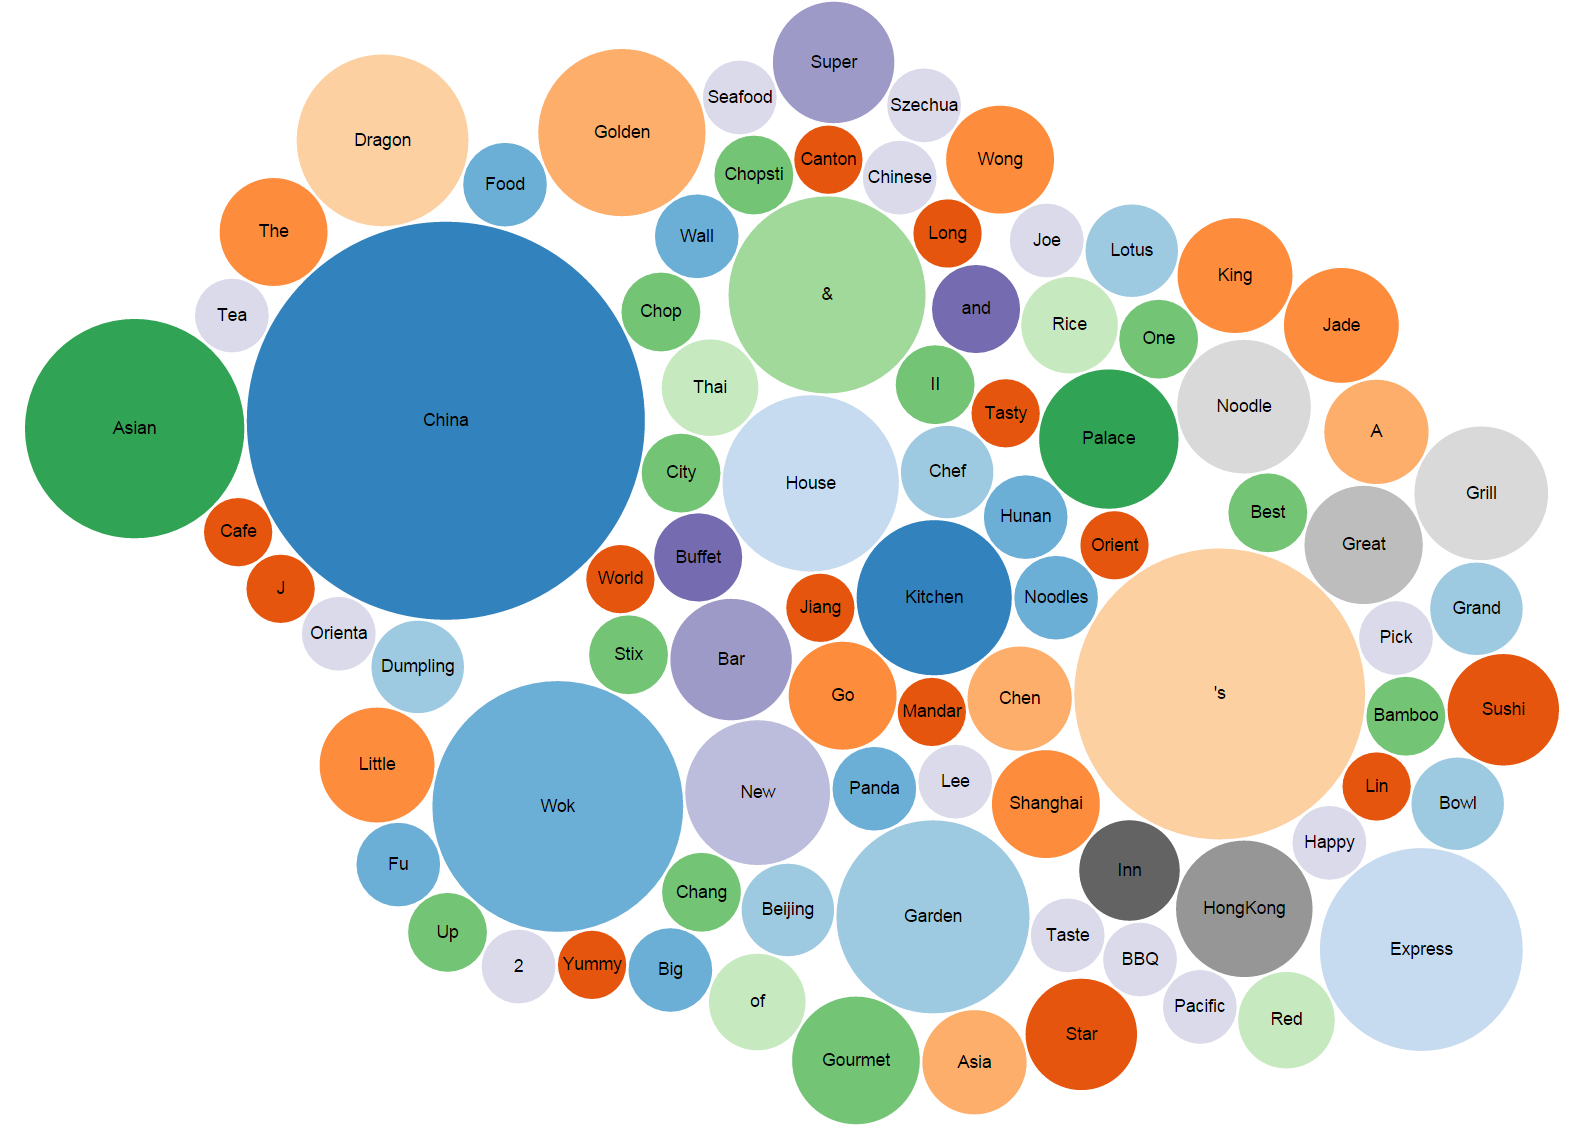 Super
Seafood
Szechua
Golden
Dragon
Canton
Wong
Chopsti
Chinese
Food
The
Wall
Long
Joe
Lotus
King
&
and
Chop
Tea
Rice
Jade
One
II
Thai
Noodle
Tasty
China
Asian
A
Palace
City
Chef
House
Grill
Best
Hunan
Cafe
Great
Orient
Buffet
World
J
Kitchen
Noodles
Jiang
Grand
Orienta
Pick
Stix
Bar
Dumpling
's
Go
Chen
Mandar
Sushi
Bamboo
Little
Lee
Lin
Panda
New
Shanghai
Bowl
Wok
Happy
Fu
Inn
Chang
HongKong
Beijing
Garden
Up
Taste
Express
BBQ
2
Yummy
Big
of
Pacific
Red
Star
Gourmet
Asia